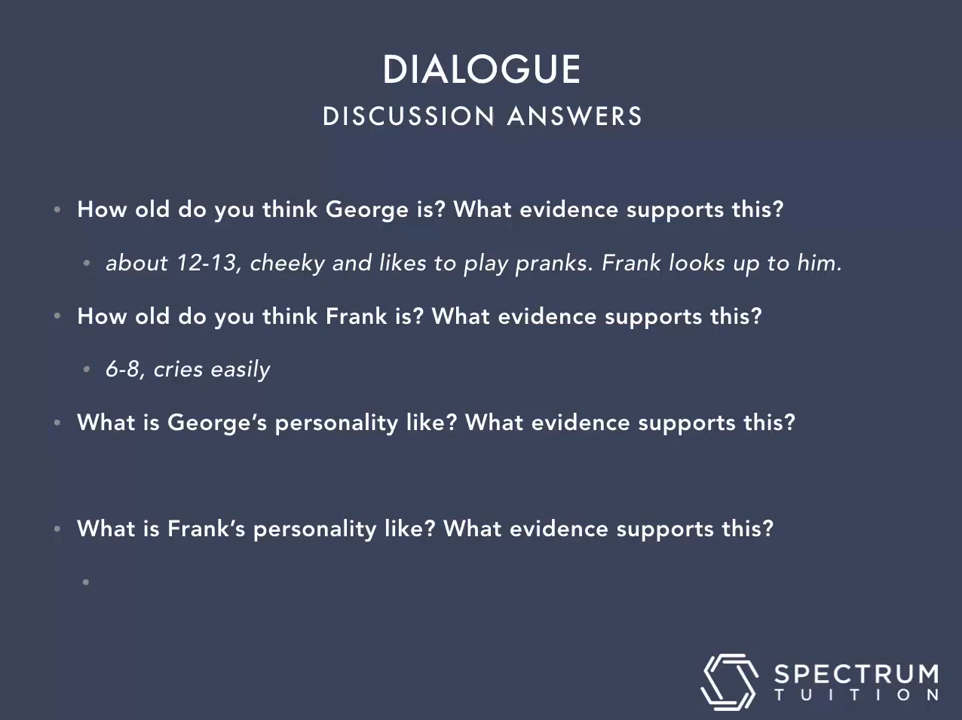 DIALOGUE
DISCUSSION ANSWERS
• How old do you think George is? What evidence supports this?
• about 12-13, cheeky and likes to play pranks. Frank looks up to him.
• How old do you think Frank is? What evidence supports this?
• 6-8, cries easily
• What is George’s personality like? What evidence supports this?
• What is Frank’s personality like? What evidence supports this?
•
SPECTRUM
TUITION